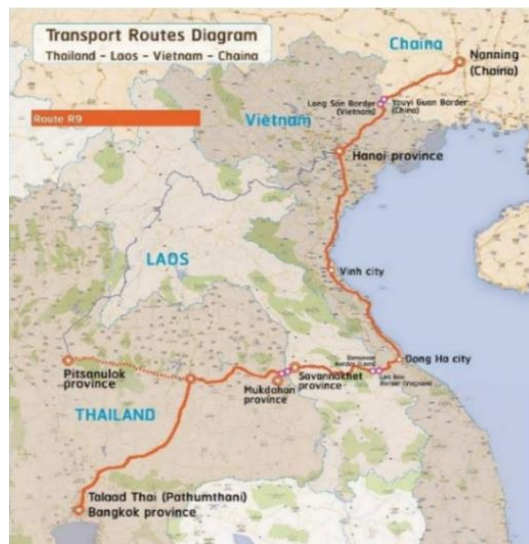 Transport Routes Diagram
Thailand - Laos - Vietnam - Chaina
Route R9
Chaina
Nanning
(Chaina)
Vietnam
Long Son Border
(Vietnam)
Youyi Guan Border
(China)
Hanoi province
LAOS
Vinh city
Dong Ha city
Pitsanulok
province
Savannakhet
province
Mukdahan
province
Border (Vietnam)
THAILAND
Talaad Thai (Pathumthani)
Bangkok province